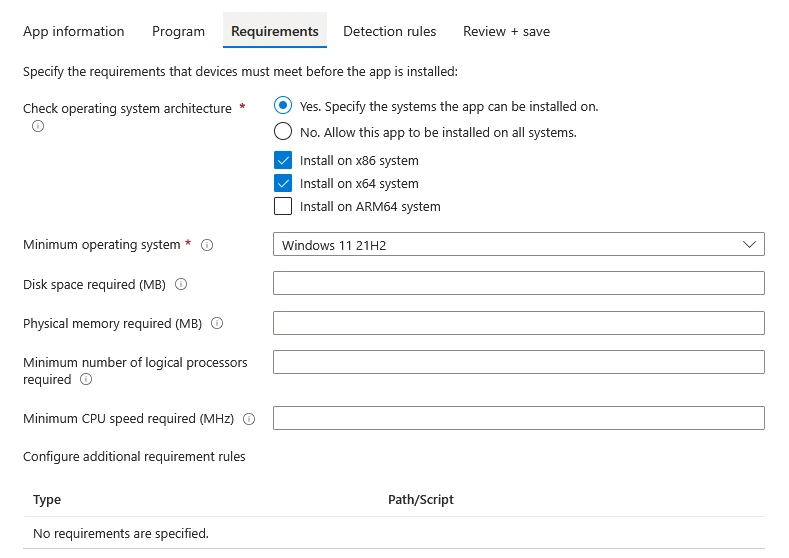 App information Program Requirements Detection rules Review + save
Specify the requirements that devices must meet before the app is installed:
Check operating system architecture *
Yes. Specify the systems the app can be installed on.
No. Allow this app to be installed on all systems.
Install on x86 system
Install on x64 system
Install on ARM64 system
Minimum operating system * Windows 11 21H2
Disk space required (MB)
Physical memory required (MB)
Minimum number of logical processors
required
Minimum CPU speed required (MHz)
Configure additional requirement rules
Type Path/Script
No requirements are specified.